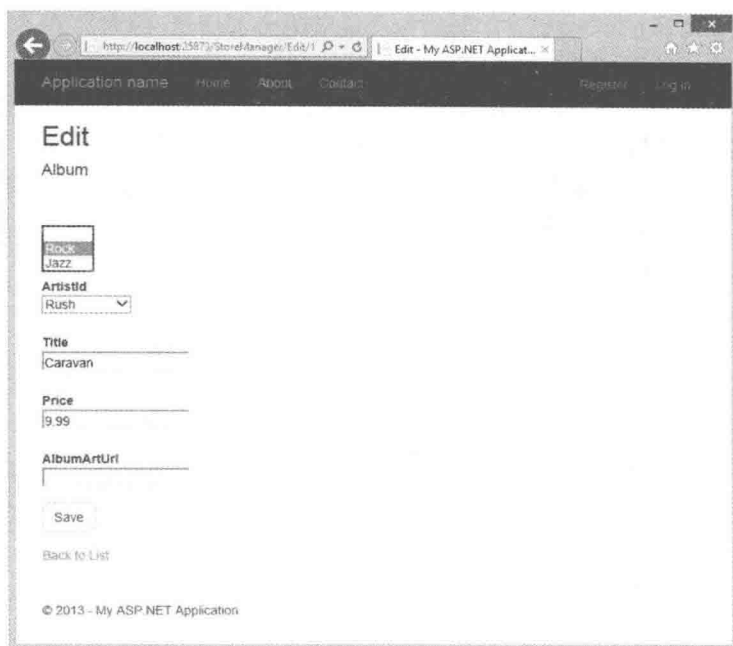 http://localhost:25873/StoreManager/Edit/1
Edit - My ASP.NET Applicat...
Application name Home About Contact Register Log in
Edit
Album
Rock
Jazz
ArtistId
Rush
Title
Caravan
Price
9.99
AlbumArtUrl
Save
Back to List
© 2013 - My ASP.NET Application